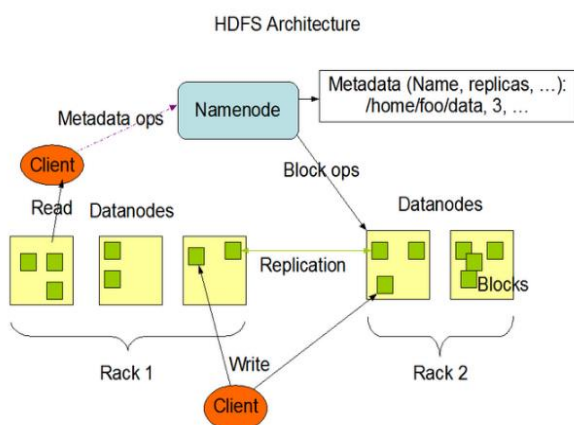 HDFS Architecture
Metadata (Name, replicas, …):
/home/foo/data, 3, …
Namenode
Metadata ops
Client
Block ops
Read
Datanodes
Datanodes
Replication
Blocks
Write
Rack 1
Rack 2
Client